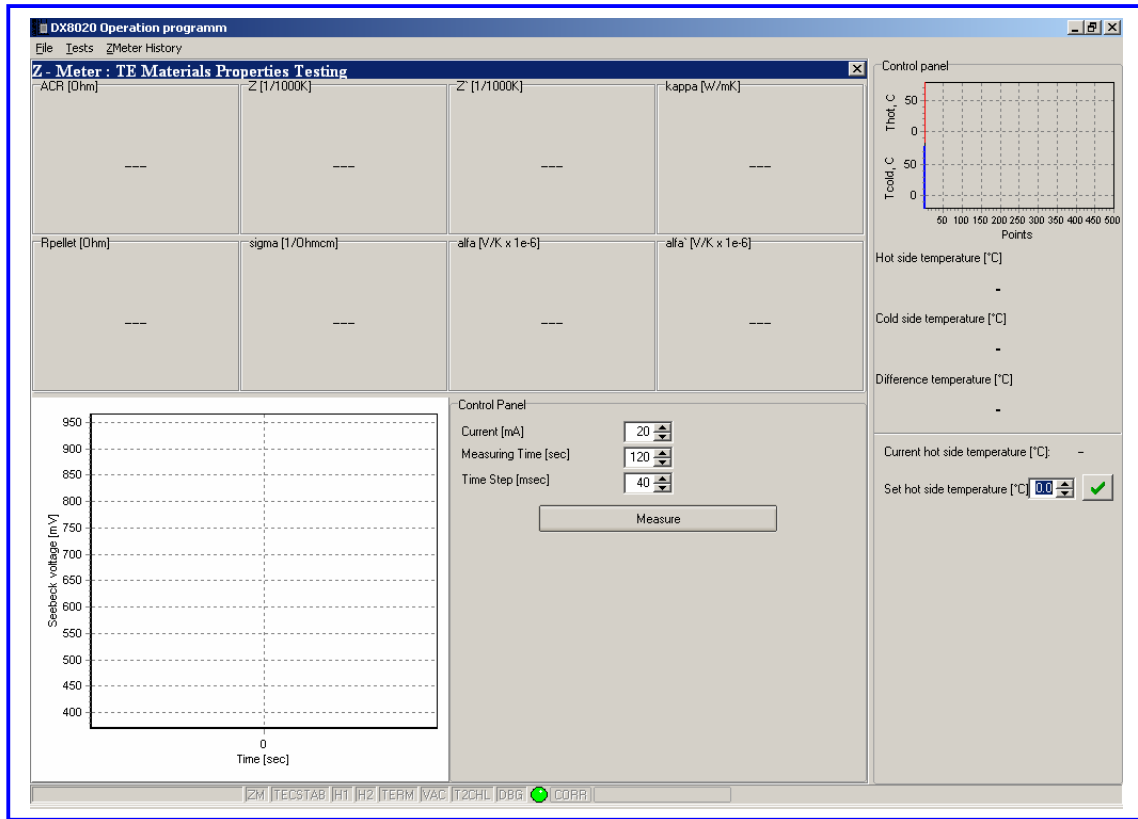 DX8020 Operation programm
File Tests ZMeter History
Z - Meter : TE Materials Properties Testing
ACR [Ohm]
Z [1/1000K]
Z` [1/1000K]
kappa [W/mK]
---
---
---
---
Rpellet [Ohm]
sigma [1/Ohmcm]
alfa [V/K x 1e-6]
alfa` [V/K x 1e-6]
---
---
---
---
950
900
850
800
750
700
650
600
550
500
450
400
Seebeck voltage [mV]
0
Time [sec]
Control Panel
Current [mA] 20
Measuring Time [sec] 120
Time Step [msec] 40
Measure
Control panel
Thot, C
50
0
Tcold, C
50
0
50 100 150 200 250 300 350 400 450 500
Points
Hot side temperature [°C]
-
Cold side temperature [°C]
-
Difference temperature [°C]
-
Current hot side temperature [°C]: -
Set hot side temperature [°C] 0.0
ZM TECSTAB H1 H2 TERM VAC T2CHL DBG CORR